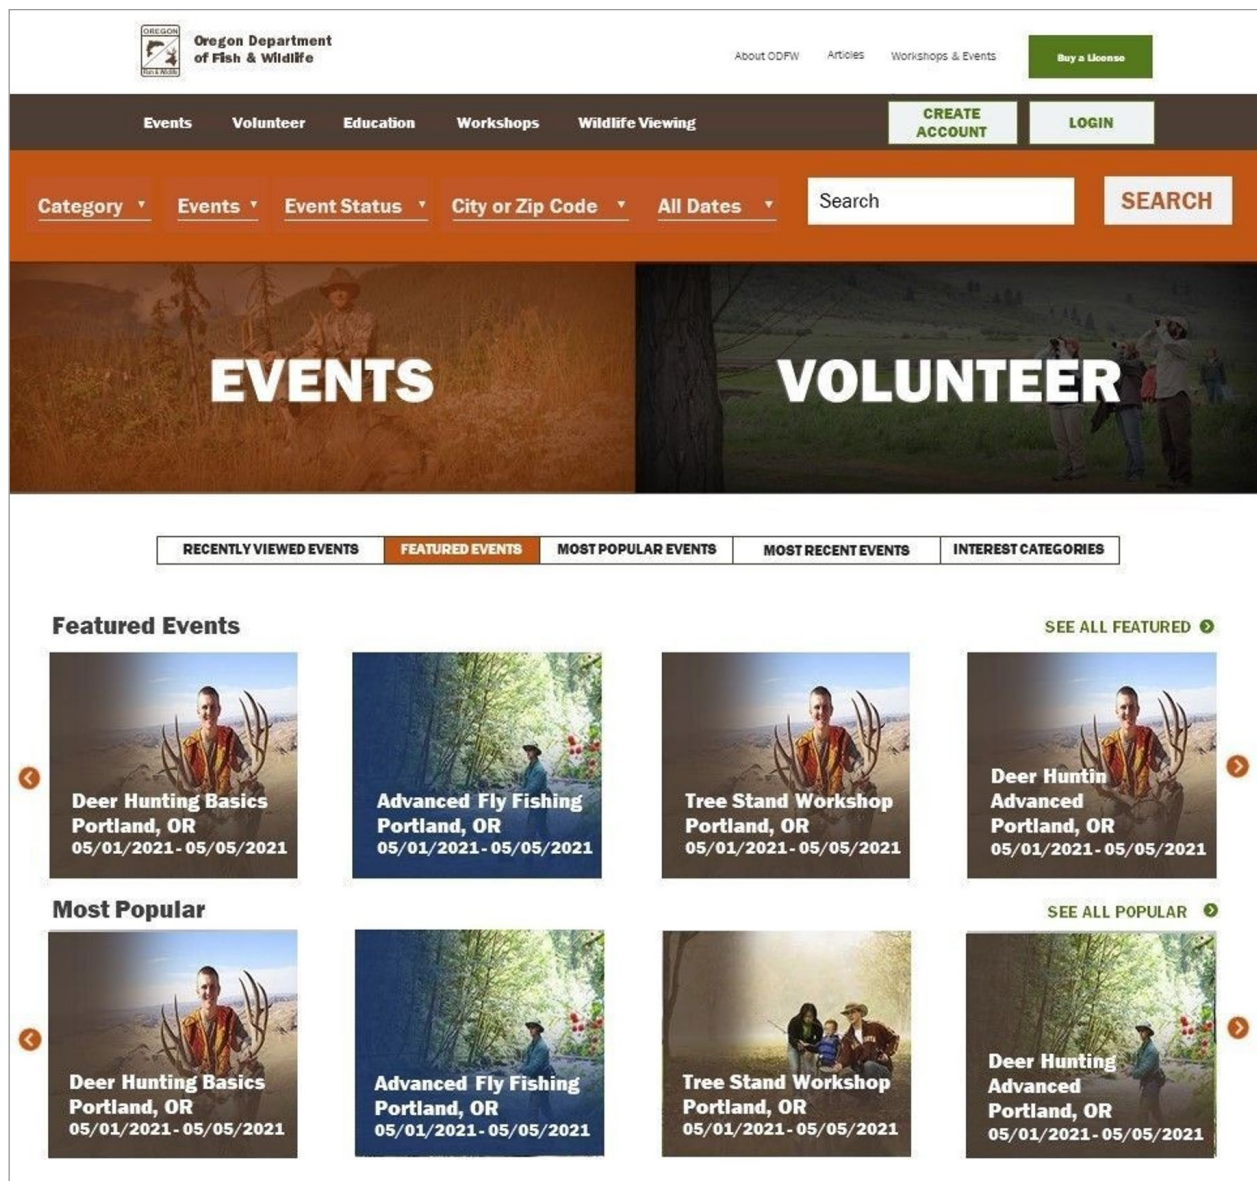 OREGON
Fish & Wildlife
Oregon Department
of Fish & Wildlife
About ODFW Articles Workshops & Events Buy a License
Events Volunteer Education Workshops Wildlife Viewing CREATE ACCOUNT LOGIN
Category Events Event Status City or Zip Code All Dates Search SEARCH
EVENTS VOLUNTEER
RECENTLY VIEWED EVENTS FEATURED EVENTS MOST POPULAR EVENTS MOST RECENT EVENTS INTEREST CATEGORIES
Featured Events SEE ALL FEATURED
Deer Hunting Basics
Portland, OR
05/01/2021- 05/05/2021
Advanced Fly Fishing
Portland, OR
05/01/2021- 05/05/2021
Tree Stand Workshop
Portland, OR
05/01/2021- 05/05/2021
Deer Huntin
Advanced
Portland, OR
05/01/2021- 05/05/2021
Most Popular SEE ALL POPULAR
Deer Hunting Basics
Portland, OR
05/01/2021- 05/05/2021
Advanced Fly Fishing
Portland, OR
05/01/2021- 05/05/2021
Tree Stand Workshop
Portland, OR
05/01/2021- 05/05/2021
Deer Hunting
Advanced
Portland, OR
05/01/2021- 05/05/2021